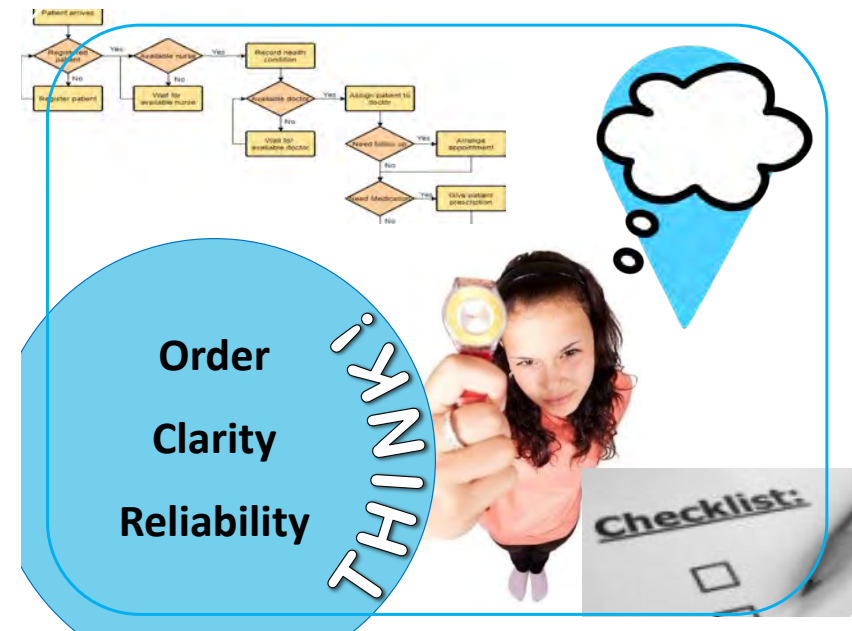 Patient arrives
Registered patient
Yes
Available nurse
Yes
Record health condition
No
No
Register patient
Wait for available nurse
Available doctor
Yes
Assign patient to doctor
No
Wait for available doctor
Need follow up
Yes
Arrange appointment
No
Need Medication
Yes
Give patient prescription
No
Order
Clarity
Reliability
THINK!
Checklist: